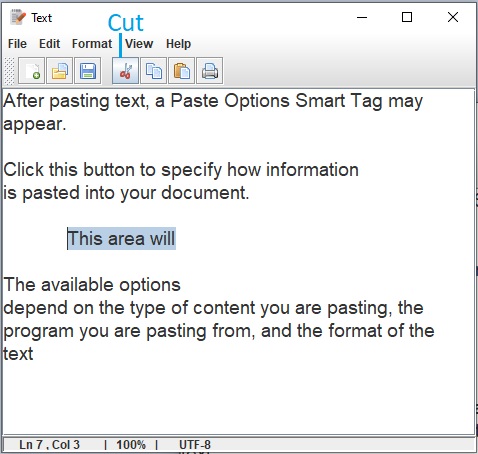 Text
Cut
File Edit Format View Help
After pasting text, a Paste Options Smart Tag may
appear.
Click this button to specify how information
is pasted into your document.
This area will
The available options
depend on the type of content you are pasting, the
program you are pasting from, and the format of the
text
Ln 7 , Col 3 | 100% | UTF-8